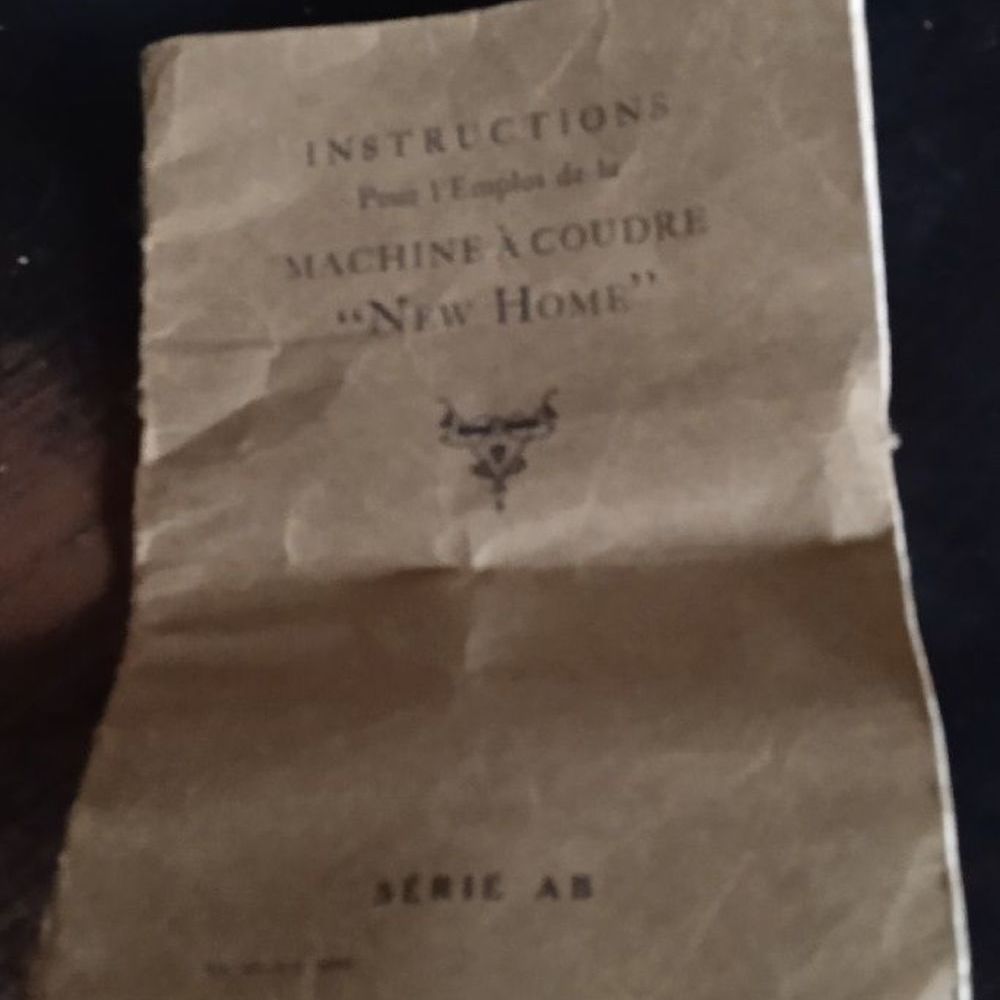 INSTRUCTIONS
Pour l'Emploi de la
MACHINE À COUDRE
“NEW HOME”
SÉRIE AB